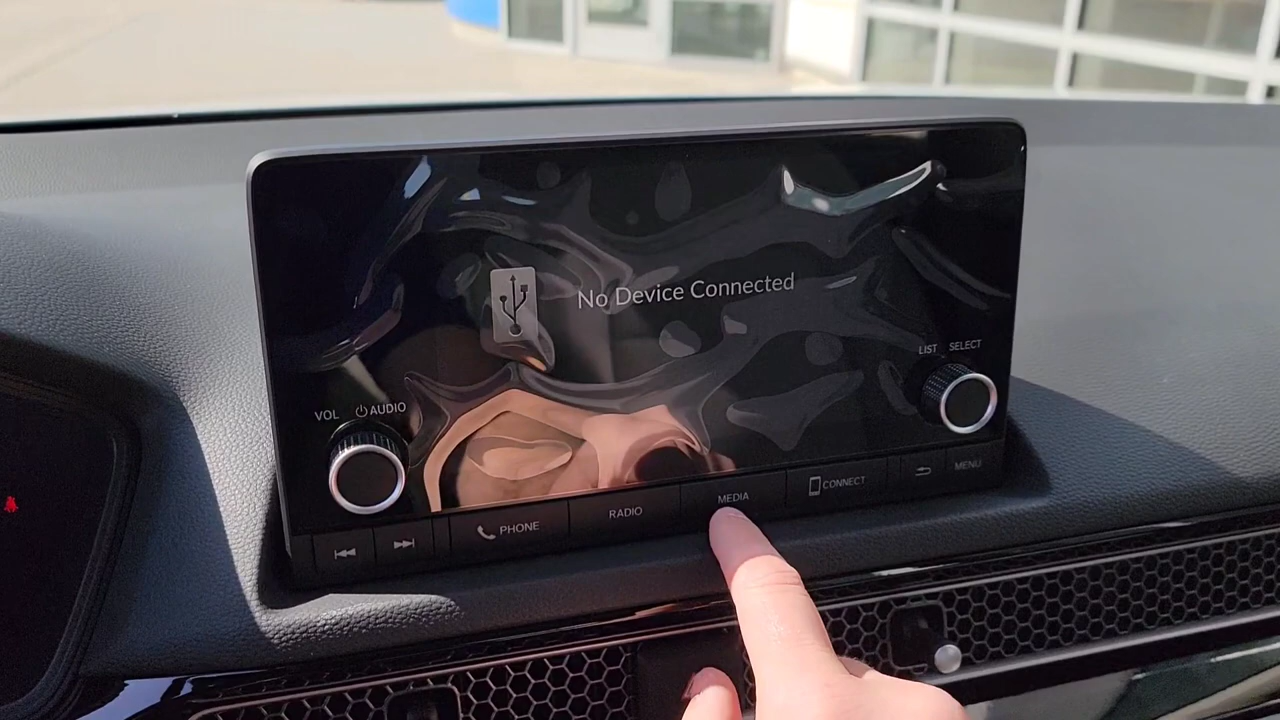 No Device Connected
LIST SELECT
VOL AUDIO
PHONE
RADIO
MEDIA
CONNECT
MENU